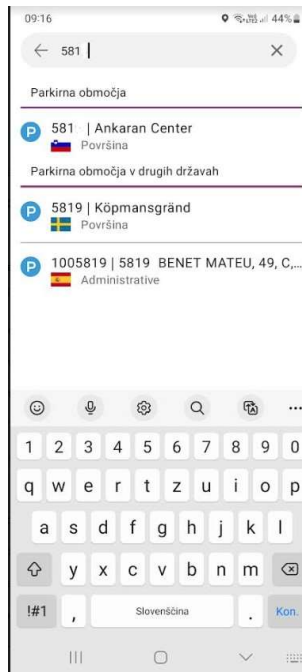 09:16 44%
581
Parkirna območja
P 581 | Ankaran Center
Površina
Parkirna območja v drugih državah
P 5819 | Köpmansgränd
Površina
P 1005819 | 5819 BENET MATEU, 49, C,...
Administrative
1 2 3 4 5 6 7 8 9 0
q w e r t z u i o p
a s d f g h j k l
y x c v b n m
!#1 , Slovenščina . Kon.